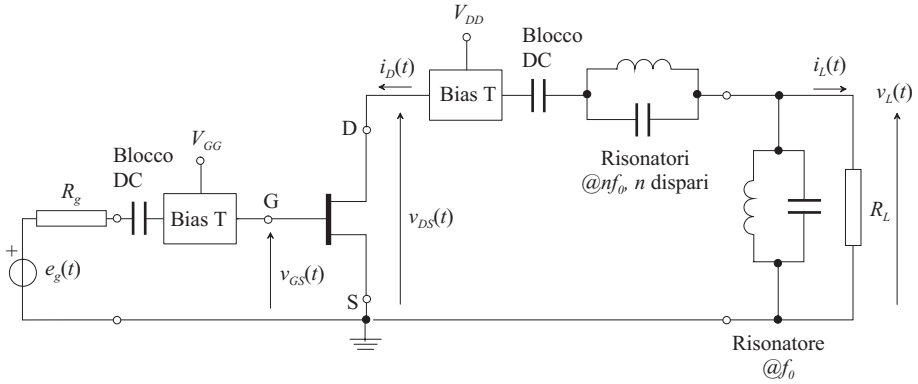 V_DD
Blocco
DC
i_D(t)
Bias T
i_L(t)
v_L(t)
D
V_GG
Blocco
DC
Risonatori
@nf_0, n dispari
R_g
Bias T
G
v_DS(t)
R_L
+
e_g(t)
v_GS(t)
S
Risonatore
@f_0